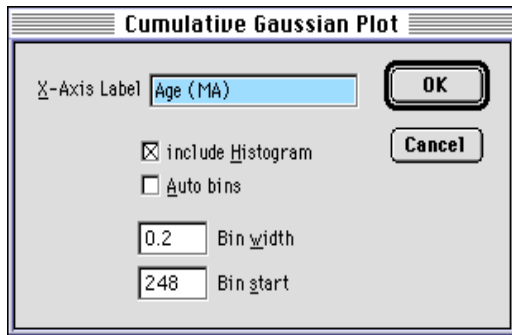 Cumulative Gaussian Plot
X-Axis Label Age (MA)
OK
include Histogram
Cancel
Auto bins
0.2 Bin width
248 Bin start